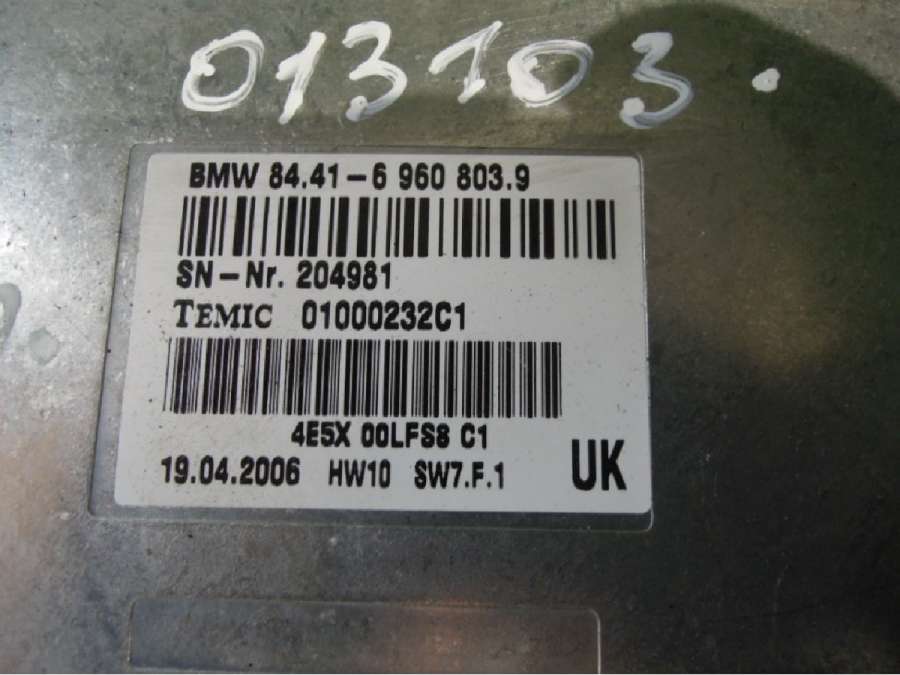 013103.
BMW 84.41-6 960 803.9
SN-Nr. 204981
TEMIC 01000232C1
4E5X 00LFS8 C1
19.04.2006 HW10 SW7.F.1 UK